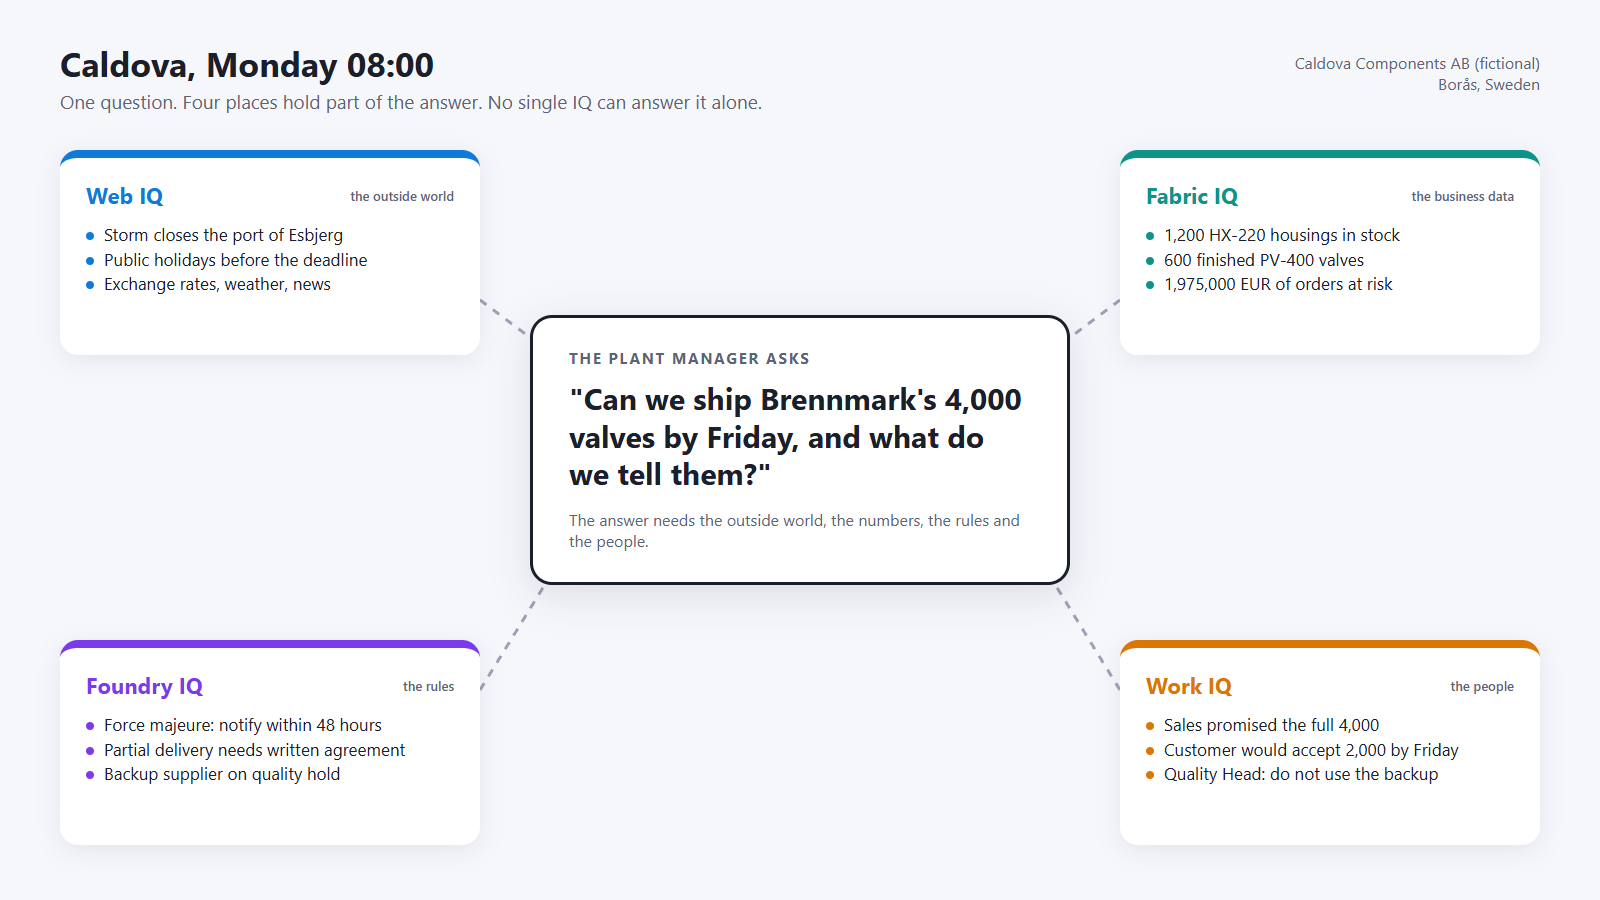 Caldova, Monday 08:00
One question. Four places hold part of the answer. No single IQ can answer it alone.
Caldova Components AB (fictional)
Borås, Sweden
Web IQ
the outside world
Storm closes the port of Esbjerg
Public holidays before the deadline
Exchange rates, weather, news
Fabric IQ
the business data
1,200 HX-220 housings in stock
600 finished PV-400 valves
1,975,000 EUR of orders at risk
THE PLANT MANAGER ASKS
"Can we ship Brennmark's 4,000
valves by Friday, and what do
we tell them?"
The answer needs the outside world, the numbers, the rules and
the people.
Foundry IQ
the rules
Force majeure: notify within 48 hours
Partial delivery needs written agreement
Backup supplier on quality hold
Work IQ
the people
Sales promised the full 4,000
Customer would accept 2,000 by Friday
Quality Head: do not use the backup